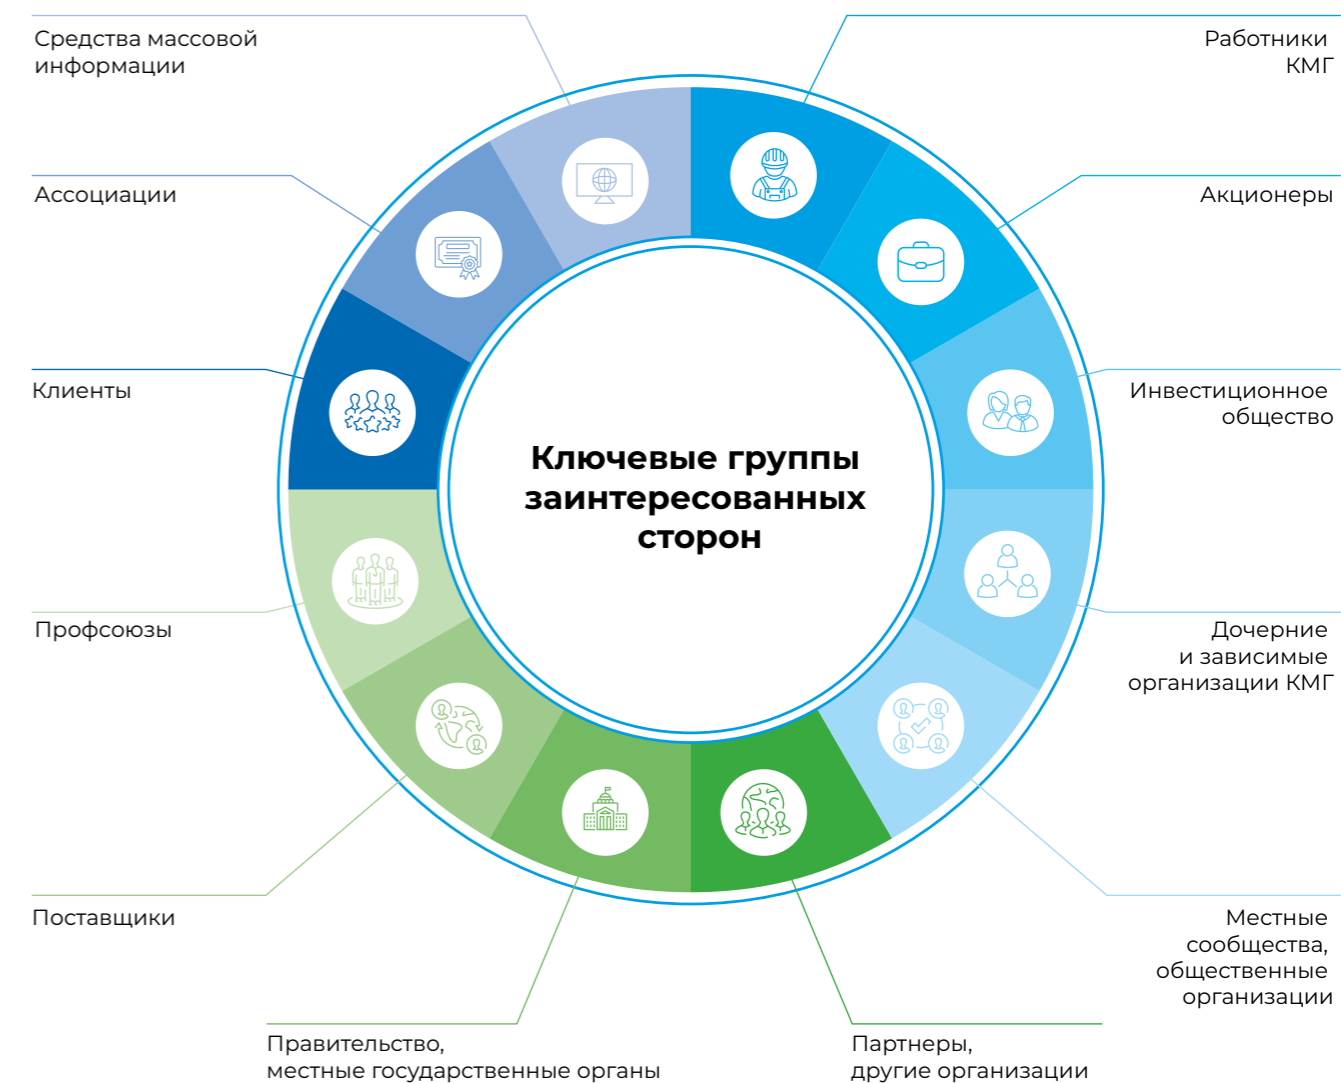 Средства массовой
информации
Работники
КМГ
Ассоциации
Акционеры
Клиенты
Инвестиционное
общество
Ключевые группы
заинтересованных
сторон
Профсоюзы
Дочерние
и зависимые
организации КМГ
Поставщики
Местные
сообщества,
общественные
организации
Правительство,
местные государственные органы
Партнеры,
другие организации